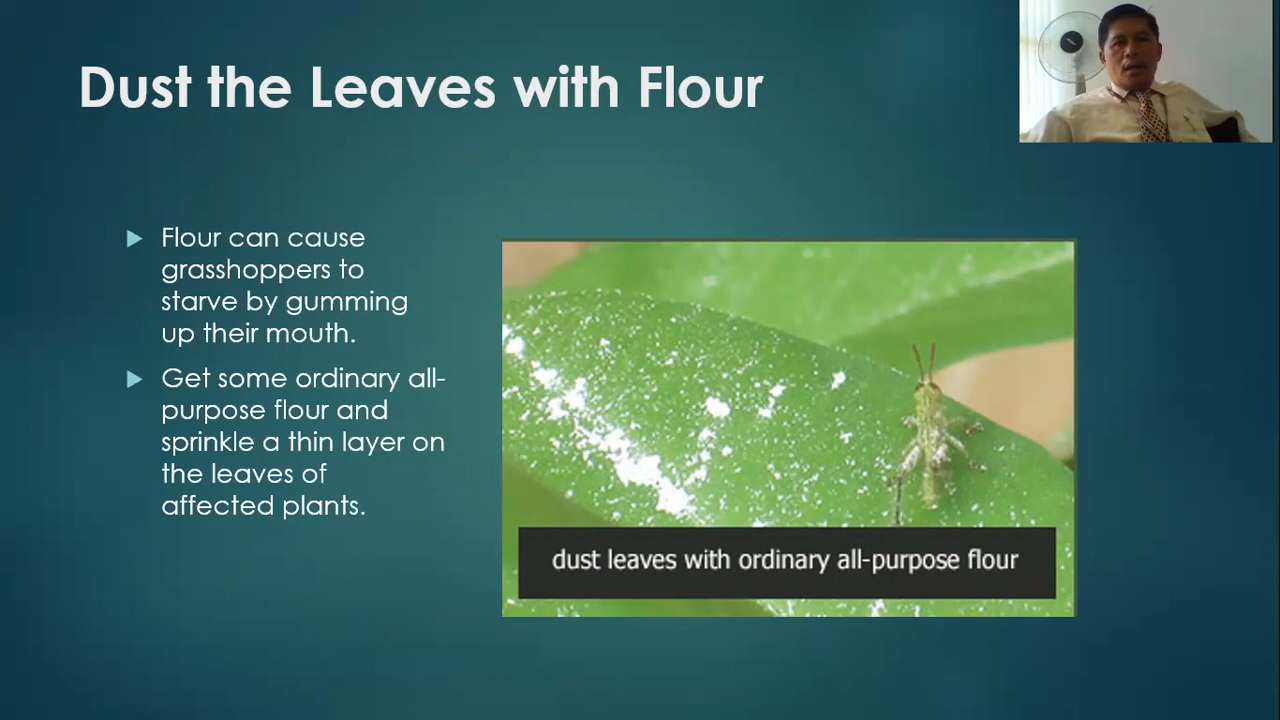 Dust the Leaves with Flour
Flour can cause
grasshoppers to
starve by gumming
up their mouth.
Get some ordinary all-
purpose flour and
sprinkle a thin layer on
the leaves of
affected plants.
dust leaves with ordinary all-purpose flour